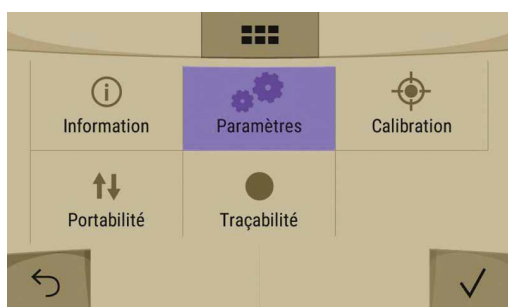 Information
Paramètres
Calibration
Portabilité
Traçabilité